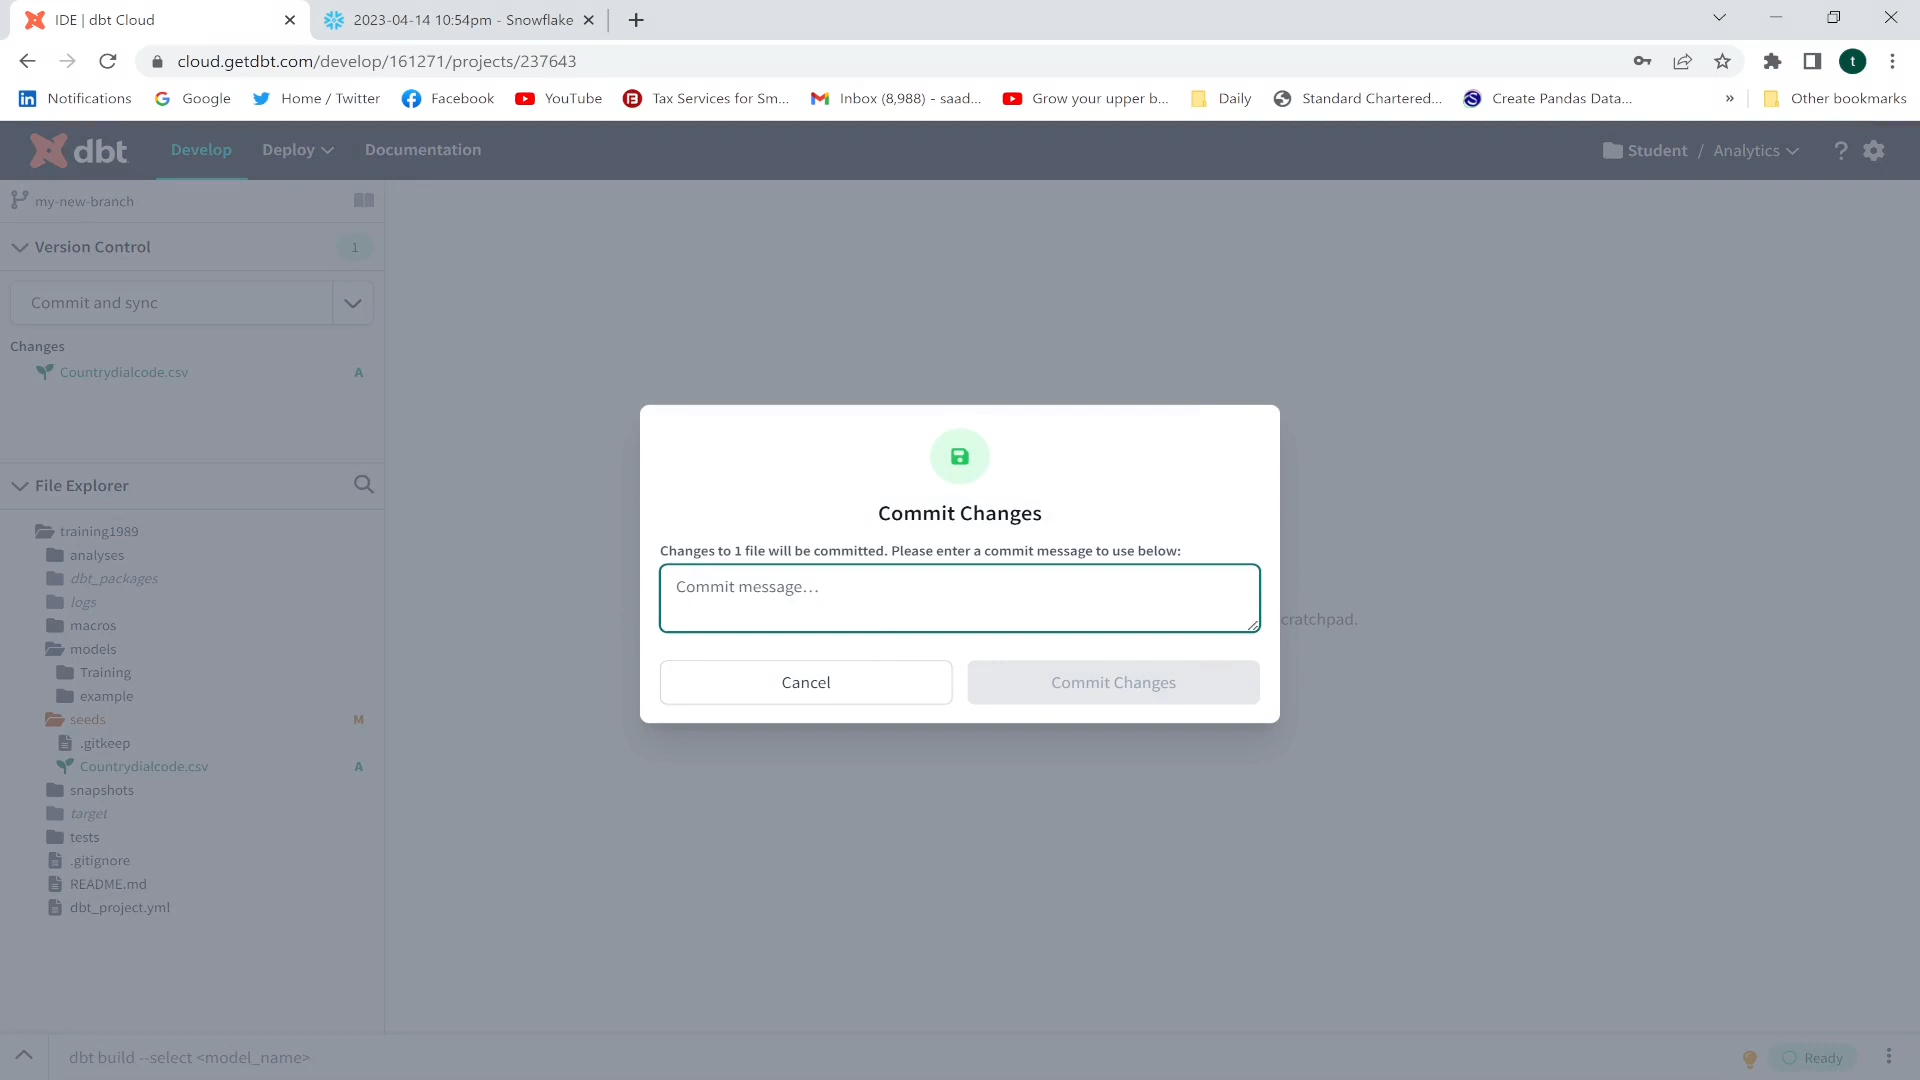 IDE | dbt Cloud
2023-04-14 10:54pm - Snowflake
cloud.getdbt.com/develop/161271/projects/237643
t
Notifications
Google
Home / Twitter
Facebook
YouTube
Tax Services for Sm...
Inbox (8,988) - saad...
Grow your upper b...
Daily
Standard Chartered...
Create Pandas Data...
»
Other bookmarks
dbt
Develop
Deploy
Documentation
Student / Analytics
?
my-new-branch
Version Control
1
Commit and sync
Changes
Countrydialcode.csv
A
File Explorer
training1989
analyses
dbt_packages
logs
macros
models
Training
example
seeds
M
.gitkeep
Countrydialcode.csv
A
snapshots
target
tests
.gitignore
README.md
dbt_project.yml
Commit Changes
Changes to 1 file will be committed. Please enter a commit message to use below:
Commit message...
cratchpad.
Cancel
Commit Changes
dbt build --select <model_name>
Ready